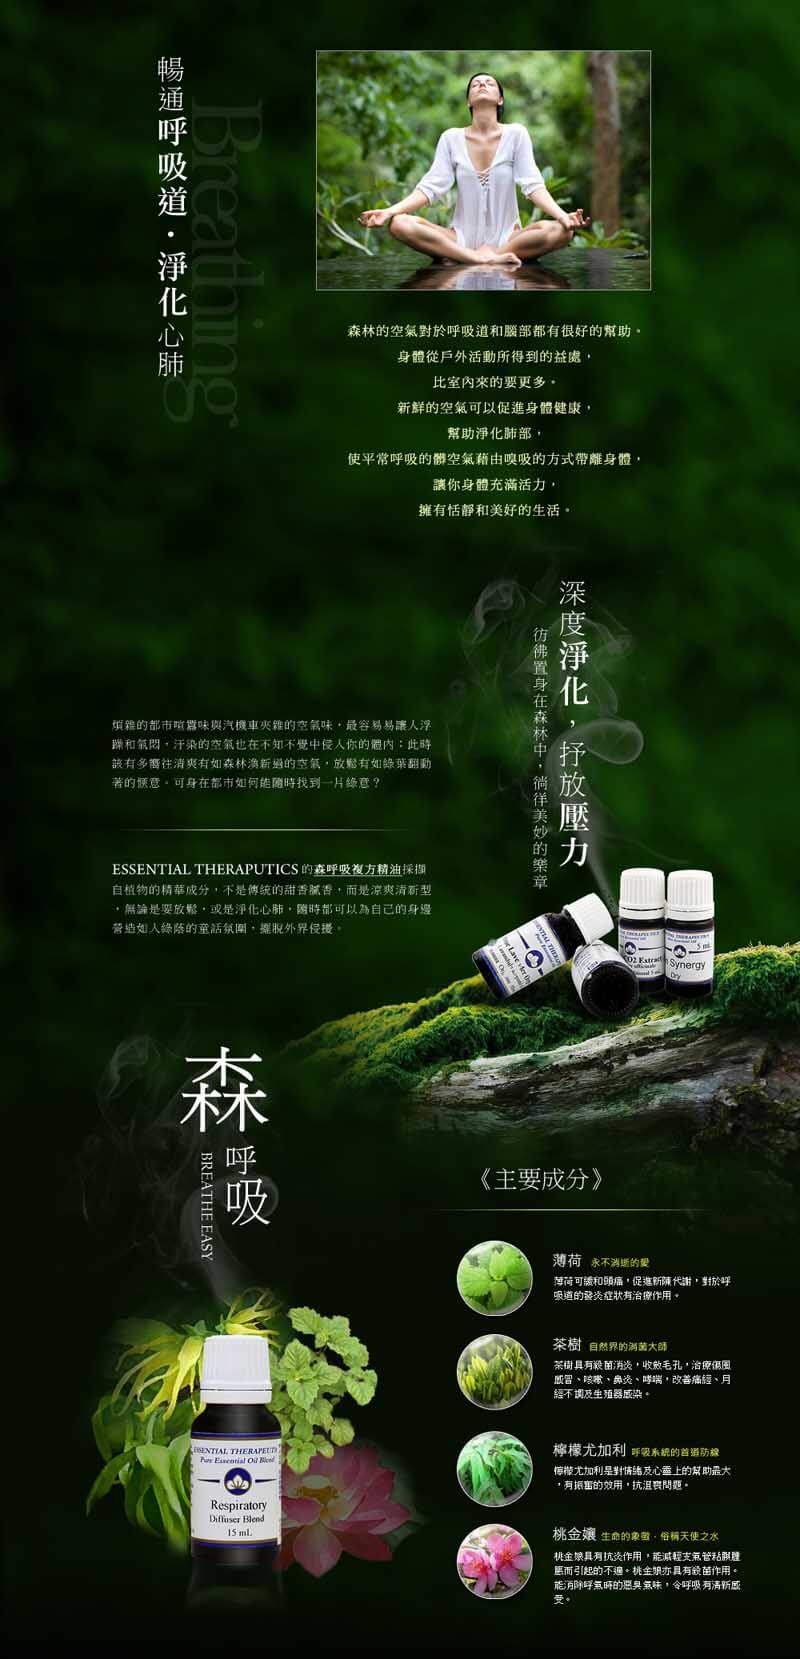 暢通呼吸道・淨化心肺
Breathing
森林的空氣對於呼吸道和腦部都有很好的幫助。
身體從戶外活動所得到的益處，
比室內來的要更多。
新鮮的空氣可以促進身體健康，
幫助淨化肺部，
使平常呼吸的髒空氣藉由嗅吸的方式帶離身體，
讓你身體充滿活力，
擁有恬靜和美好的生活。
深度淨化，抒放壓力
彷彿置身在森林中，徜徉美妙的樂章
煩雜的都市喧囂味與汽機車夾雜的空氣味，最容易易讓人浮
躁和氣悶，汙染的空氣也在不知不覺中侵入你的體內；此時
該有多嚮往清爽有如森林渙新過的空氣，放鬆有如綠葉翻動
著的愜意。可身在都市如何能隨時找到一片綠意？
ESSENTIAL THERAPUTICS 的森呼吸複方精油採擷
自植物的精華成分，不是傳統的甜香膩香，而是涼爽清新型
，無論是要放鬆，或是淨化心肺，隨時都可以為自己的身邊
營造如入綠蔭的童話氛圍，擺脫外界侵擾。
CO2 Extract
Synergy
5 mL
Dry
森呼吸
BREATHE EASY
ESSENTIAL THERAPEUTI
Pure Essential Oil Blend
Respiratory
Diffuser Blend
15 mL
《主要成分》
薄荷 永不消逝的愛
薄荷可緩和頭痛，促進新陳代謝，對於呼
吸道的發炎症狀有治療作用。
茶樹 自然界的消菌大師
茶樹具有殺菌消炎，收斂毛孔，治療傷風
感冒、咳嗽、鼻炎、哮喘，改善痛經、月
經不調及生殖器感染。
檸檬尤加利 呼吸系統的首道防線
檸檬尤加利是對情緒及心靈上的幫助最大
，有振奮的效用，抗沮喪問題。
桃金孃 生命的象徵，俗稱天使之水
桃金孃具有抗炎作用，能減輕支氣管粘膜腫
脹而引起的不適。桃金孃亦具有殺菌作用。
能消除呼氣時的惡臭氣味，令呼吸有清新感
受。